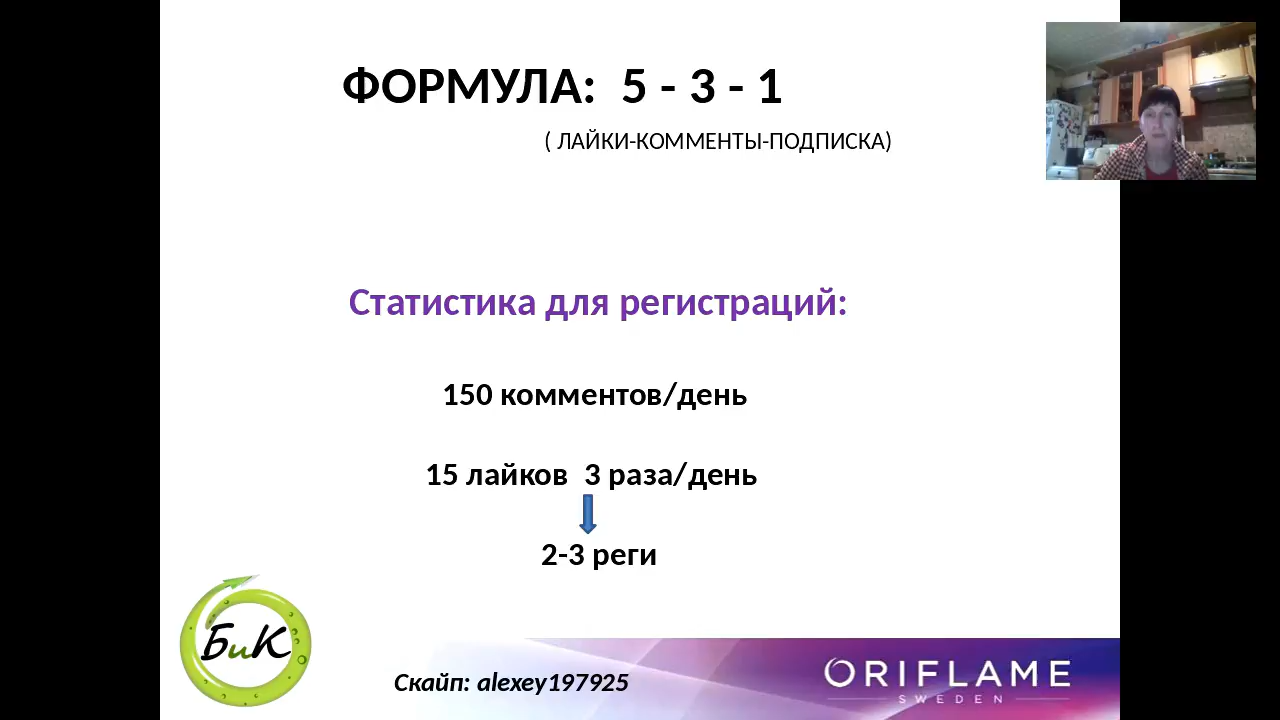 ФОРМУЛА: 5 - 3 - 1
( ЛАЙКИ-КОММЕНТЫ-ПОДПИСКА)
Статистика для регистраций:
150 комментов/день
15 лайков 3 раза/день
2-3 реги
БиК
Скайп: alexey197925
ORIFLAME
SWEDEN